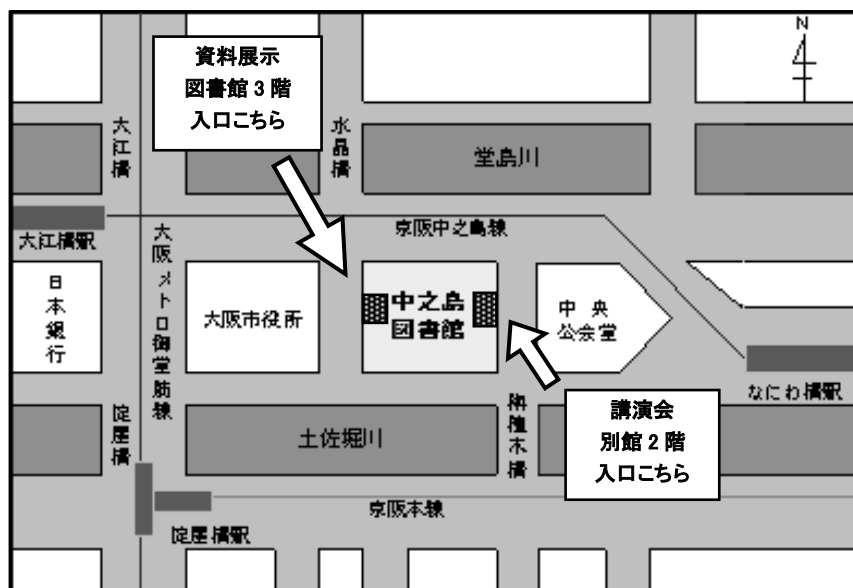 N
資料展示
図書館 3 階
入口こちら
大江橋
水晶橋
堂島川
大江橋駅
京阪中之島線
大阪メトロ御堂筋線
日本銀行
大阪市役所
中之島
図書館
中央
公会堂
なにわ橋駅
淀屋橋
土佐堀川
栴檀木橋
講演会
別館 2 階
入口こちら
京阪本線
淀屋橋駅